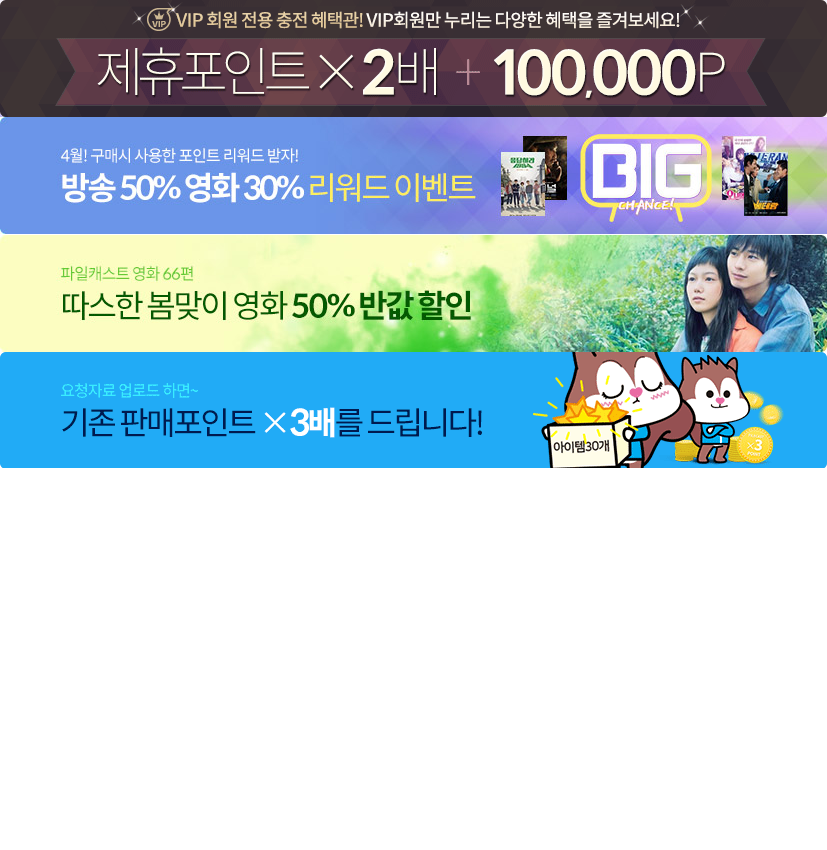 VIP
VIP 회원 전용 충전 혜택관! VIP회원만 누리는 다양한 혜택을 즐겨보세요!
제휴포인트×2배 + 100,000P
4월! 구매시 사용한 포인트 리워드 받자!
방송 50% 영화 30% 리워드 이벤트
BIG
CHANGE!
파일캐스트 영화 66편
따스한 봄맞이 영화 50% 반값 할인
요청자료 업로드 하면~
기존 판매포인트 ×3배를 드립니다!
아이템30개
×3